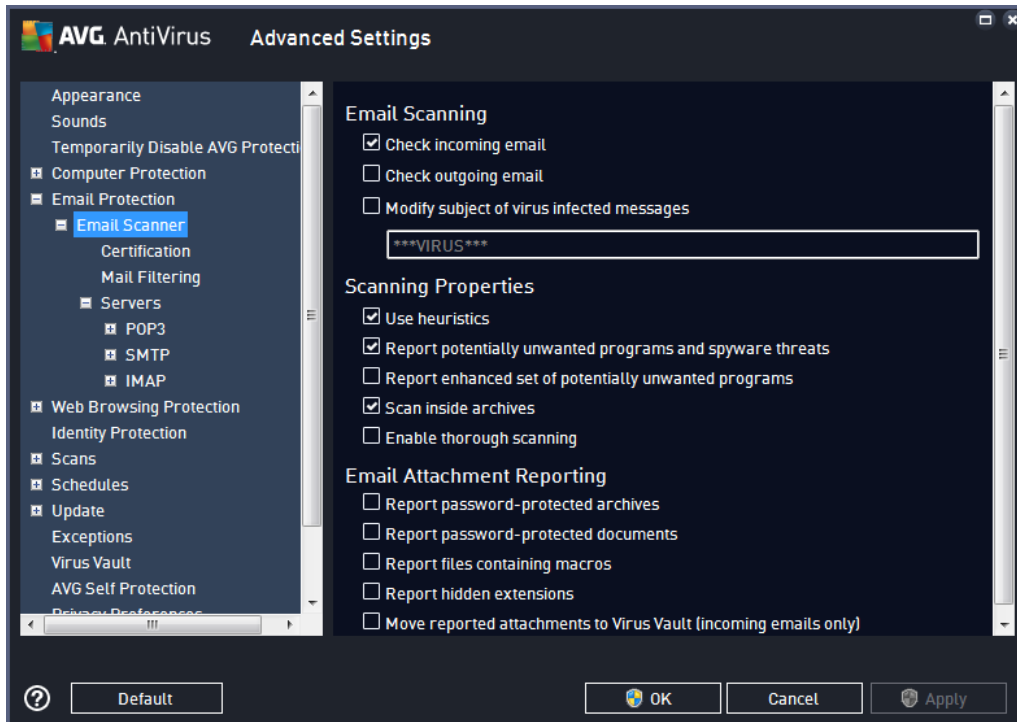 AVG. AntiVirus Advanced Settings
Appearance
Sounds
Temporarily Disable AVG Protecti
Computer Protection
Email Protection
Email Scanner
Certification
Mail Filtering
Servers
POP3
SMTP
IMAP
Web Browsing Protection
Identity Protection
Scans
Schedules
Update
Exceptions
Virus Vault
AVG Self Protection
Privacy Preferences
Email Scanning
Check incoming email
Check outgoing email
Modify subject of virus infected messages
***VIRUS***
Scanning Properties
Use heuristics
Report potentially unwanted programs and spyware threats
Report enhanced set of potentially unwanted programs
Scan inside archives
Enable thorough scanning
Email Attachment Reporting
Report password-protected archives
Report password-protected documents
Report files containing macros
Report hidden extensions
Move reported attachments to Virus Vault (incoming emails only)
? Default OK Cancel Apply